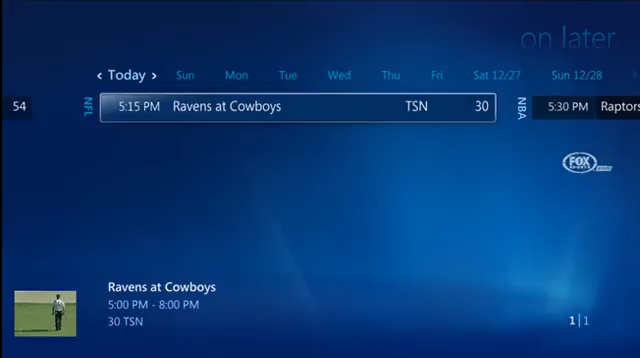 on later
‹ Today › Sun Mon Tue Wed Thu Fri Sat 12/27 Sun 12/28
54 NFL 5:15 PM Ravens at Cowboys TSN 30 NBA 5:30 PM Raptors
FOX
SPORTS
Ravens at Cowboys
5:00 PM - 8:00 PM
30 TSN
1|1